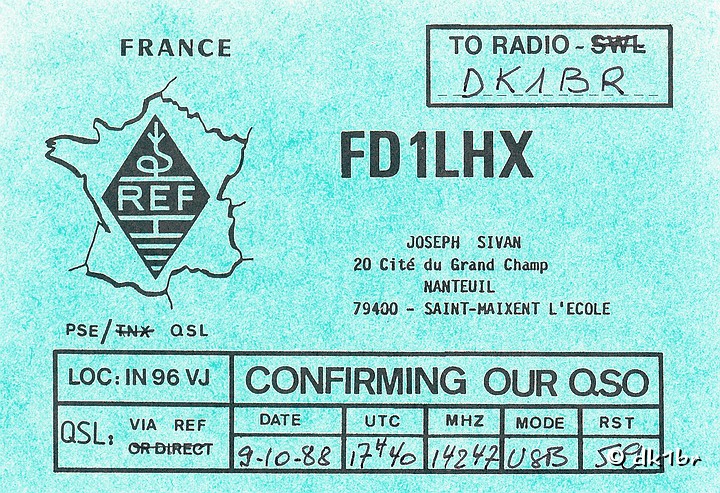 FRANCE
TO RADIO - SWL
DK1BR
FD1LHX
REF
JOSEPH SIVAN
20 Cité du Grand Champ
NANTEUIL
79400 - SAINT-MAIXENT L'ECOLE
PSE/TNX QSL
LOC: IN 96 VJ
CONFIRMING OUR QSO
QSL: VIA REF OR DIRECT
DATE UTC MHZ MODE RST
9-10-88 17 40 14247 USB
© dk1br